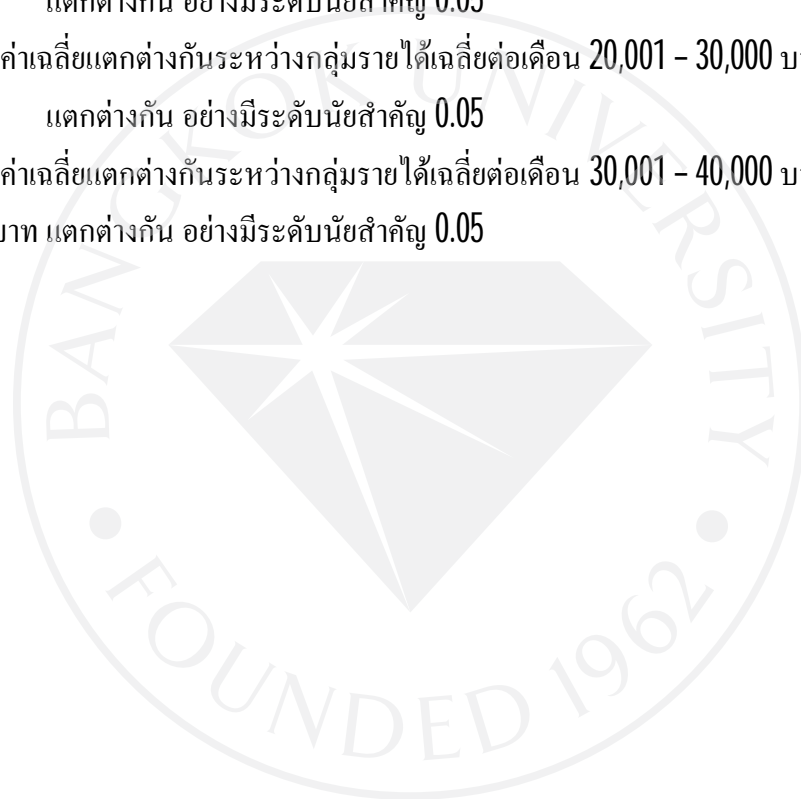 แตกต่างกัน อย่างมีระดับนัยสำคัญ 0.05
ค่าเฉลี่ยแตกต่างกันระหว่างกลุ่มรายได้เฉลี่ยต่อเดือน 20,001 – 30,000
แตกต่างกัน อย่างมีระดับนัยสำคัญ 0.05
ค่าเฉลี่ยแตกต่างกันระหว่างกลุ่มรายได้เฉลี่ยต่อเดือน 30,001 – 40,000
แตกต่างกัน อย่างมีระดับนัยสำคัญ 0.05
BANGKOK UNIVERSITY
FOUNDED 1962